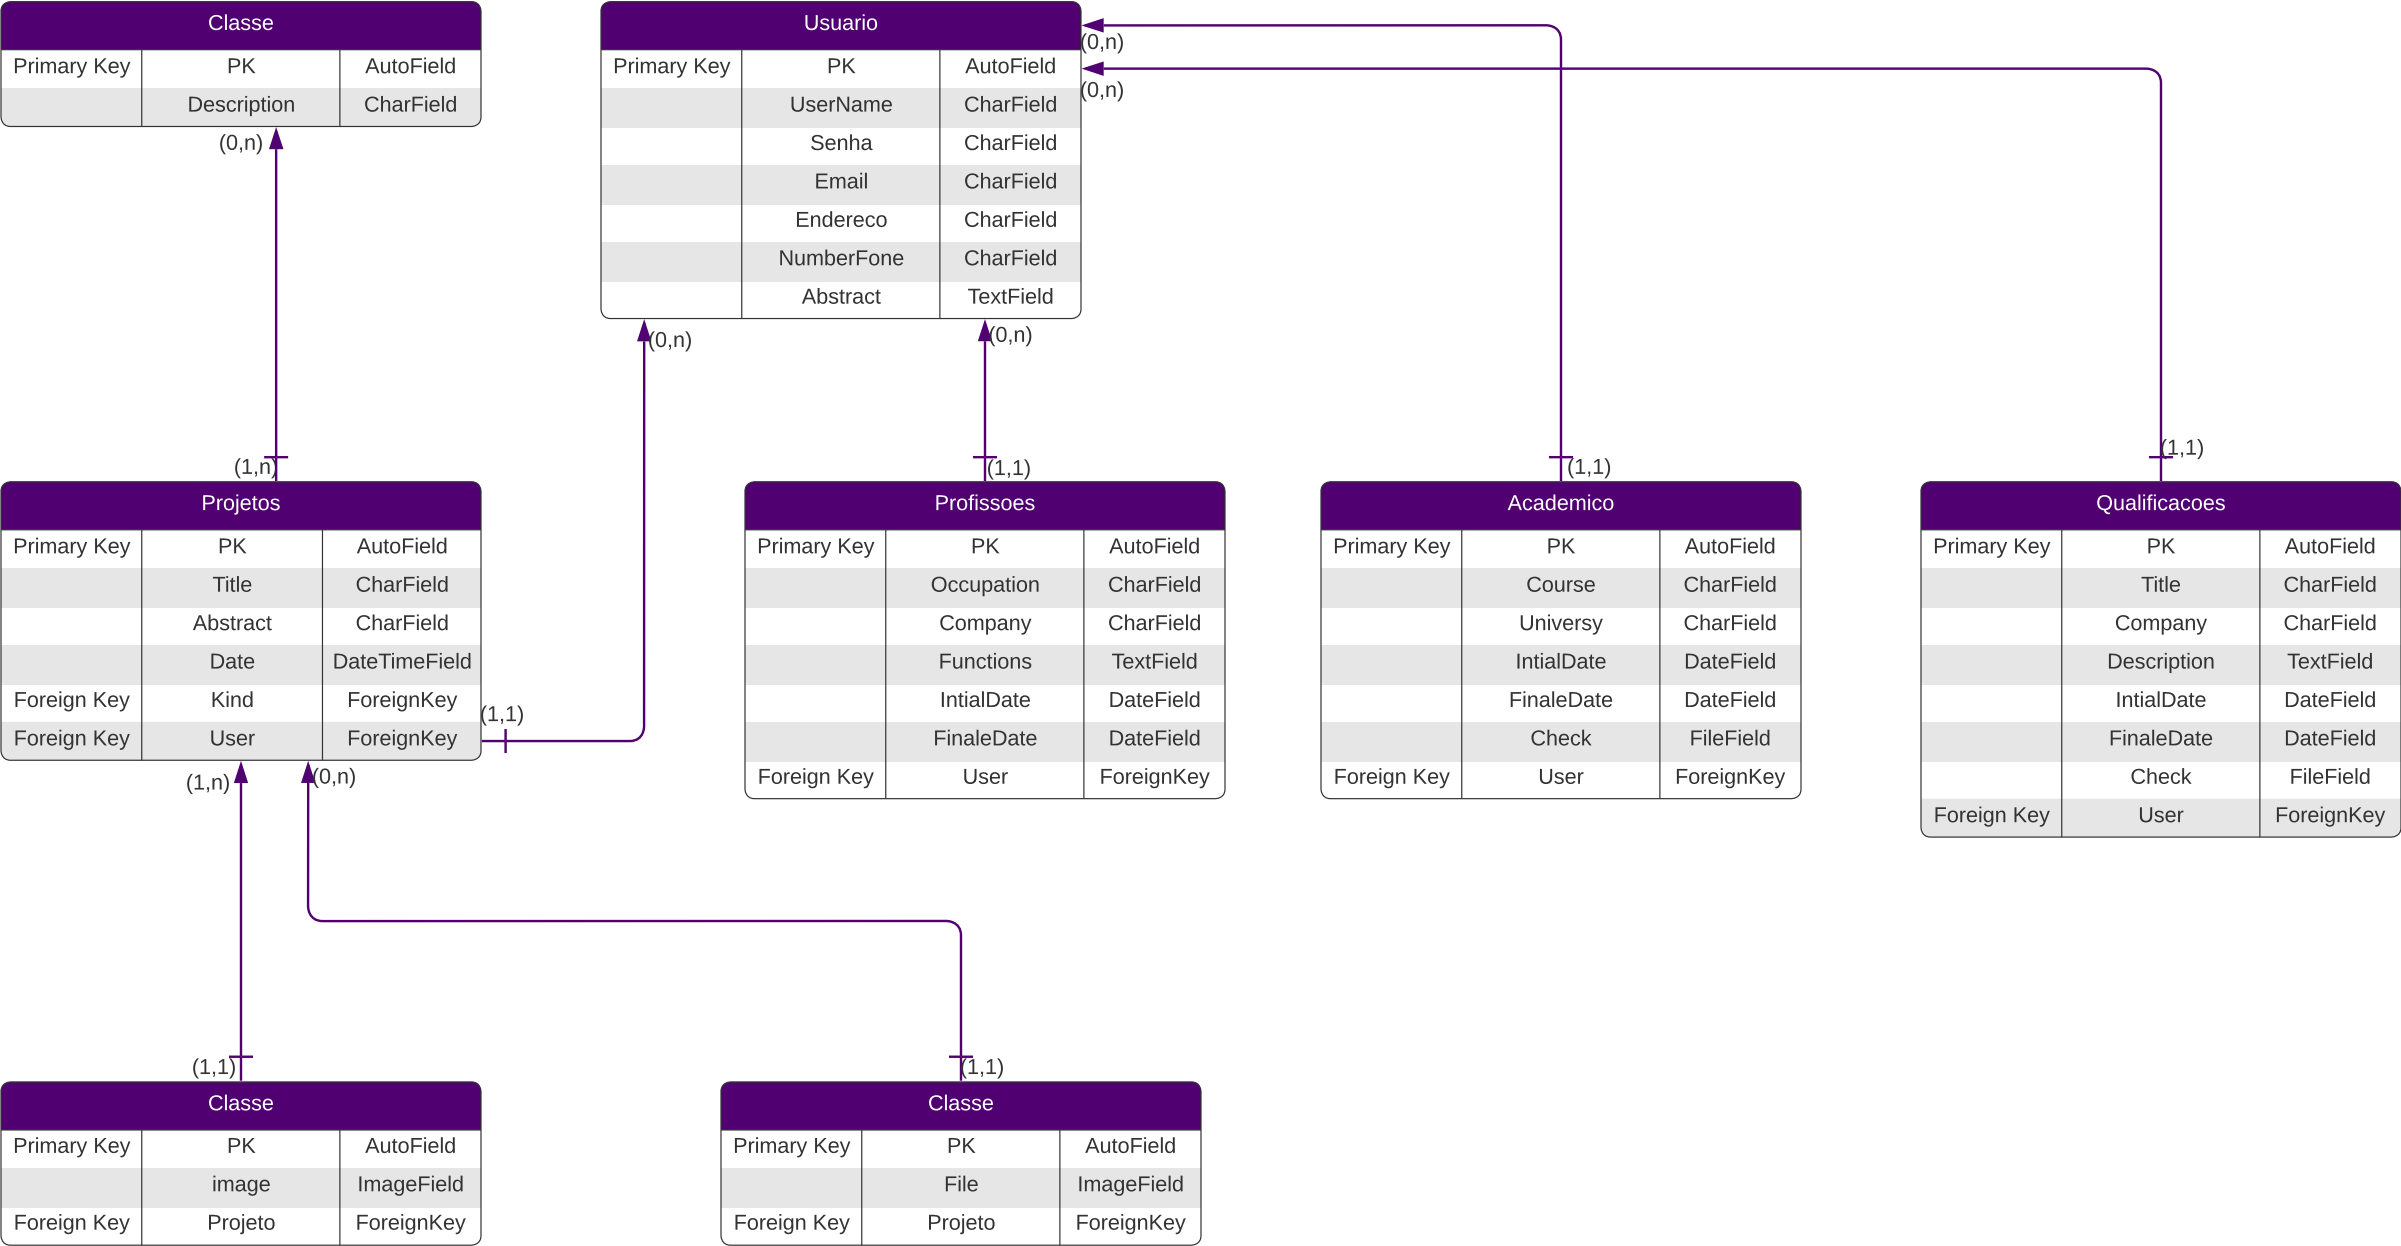 Classe
Primary Key PK AutoField
Description CharField
(0,n)
Usuario
Primary Key PK AutoField
UserName CharField
Senha CharField
Email CharField
Endereco CharField
NumberFone CharField
Abstract TextField
(0,n)
(0,n)
(0,n)
(0,n)
(1,n)
Projetos
Primary Key PK AutoField
Title CharField
Abstract CharField
Date DateTimeField
Foreign Key Kind ForeignKey
Foreign Key User ForeignKey
(1,1)
(1,n)
(0,n)
(1,1)
Profissoes
Primary Key PK AutoField
Occupation CharField
Company CharField
Functions TextField
IntialDate DateField
FinaleDate DateField
Foreign Key User ForeignKey
(1,1)
Academico
Primary Key PK AutoField
Course CharField
Universy CharField
IntialDate DateField
FinaleDate DateField
Check FileField
Foreign Key User ForeignKey
(1,1)
Qualificacoes
Primary Key PK AutoField
Title CharField
Company CharField
Description TextField
IntialDate DateField
FinaleDate DateField
Check FileField
Foreign Key User ForeignKey
(1,1)
Classe
Primary Key PK AutoField
image ImageField
Foreign Key Projeto ForeignKey
(1,1)
Classe
Primary Key PK AutoField
File ImageField
Foreign Key Projeto ForeignKey